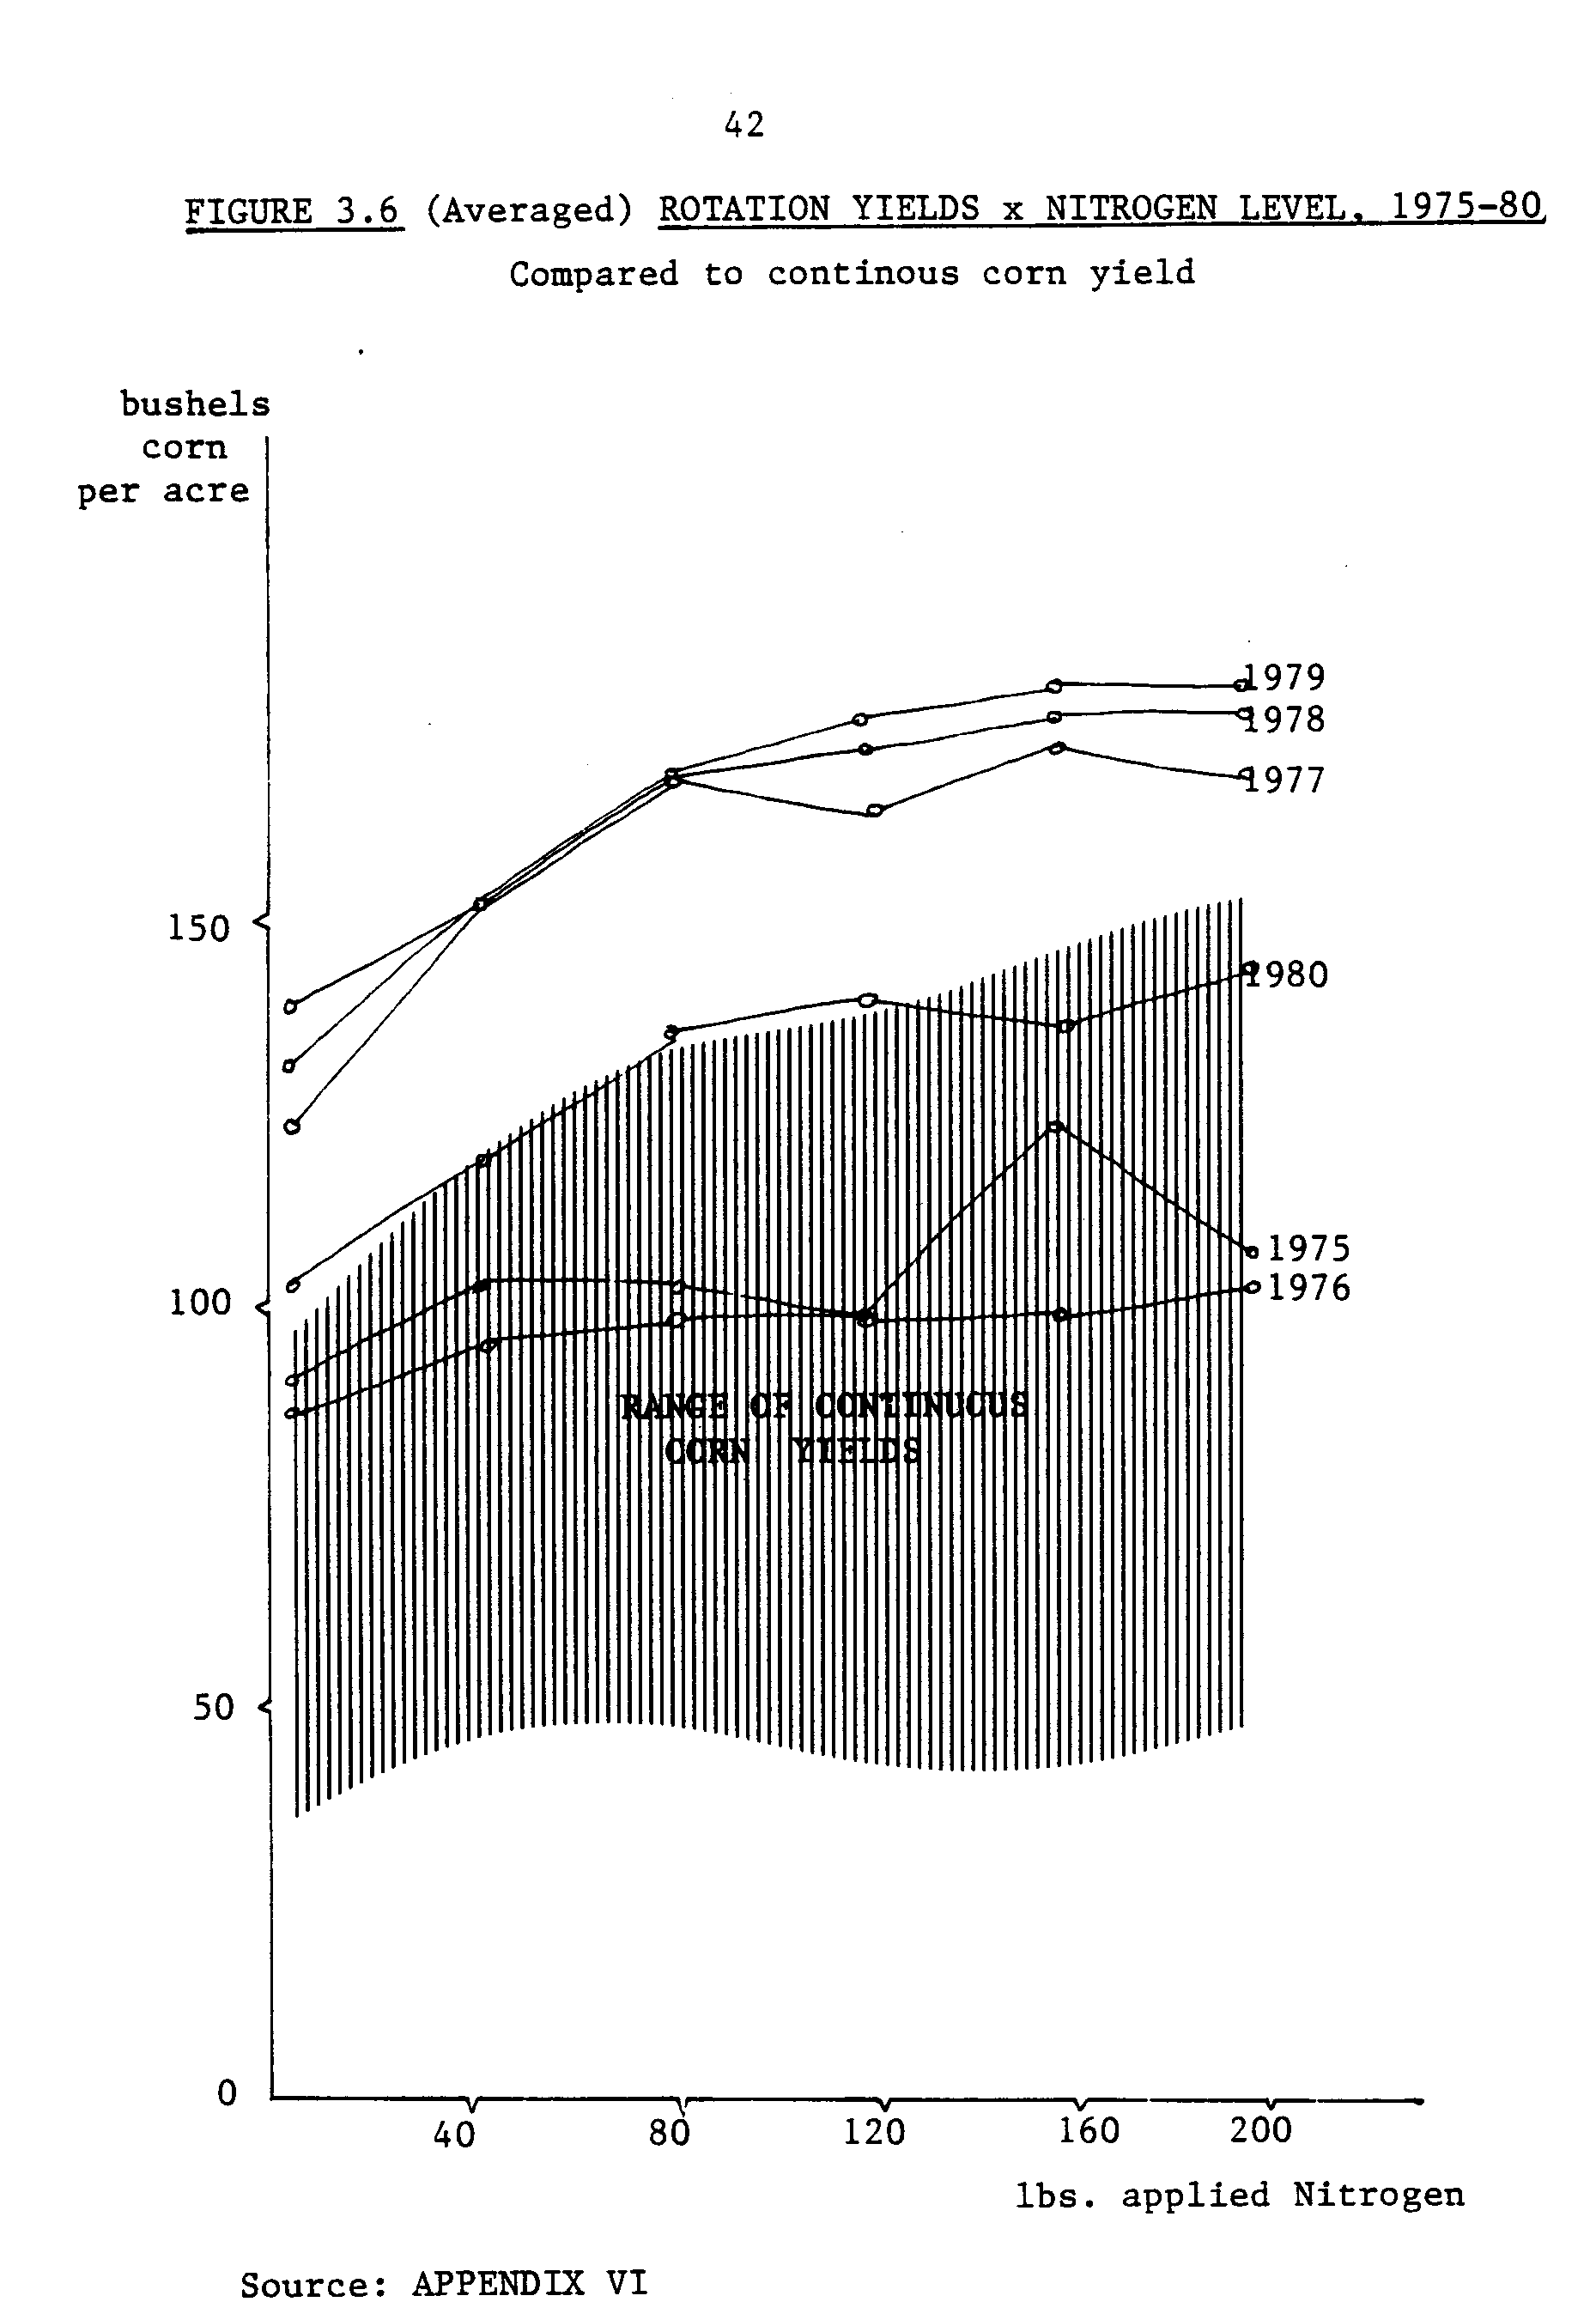 42
FIGURE 3.6 (Averaged) ROTATION YIELDS x NITROGEN LEVEL, 1975-80
Compared to continous corn yield
bushels
corn
per acre
1979
1978
1977
150
1980
1975
100
1976
RANGE OF CONTINUOUS
CORN YIELDS
50
0
40 80 120 160 200
lbs. applied Nitrogen
Source: APPENDIX VI